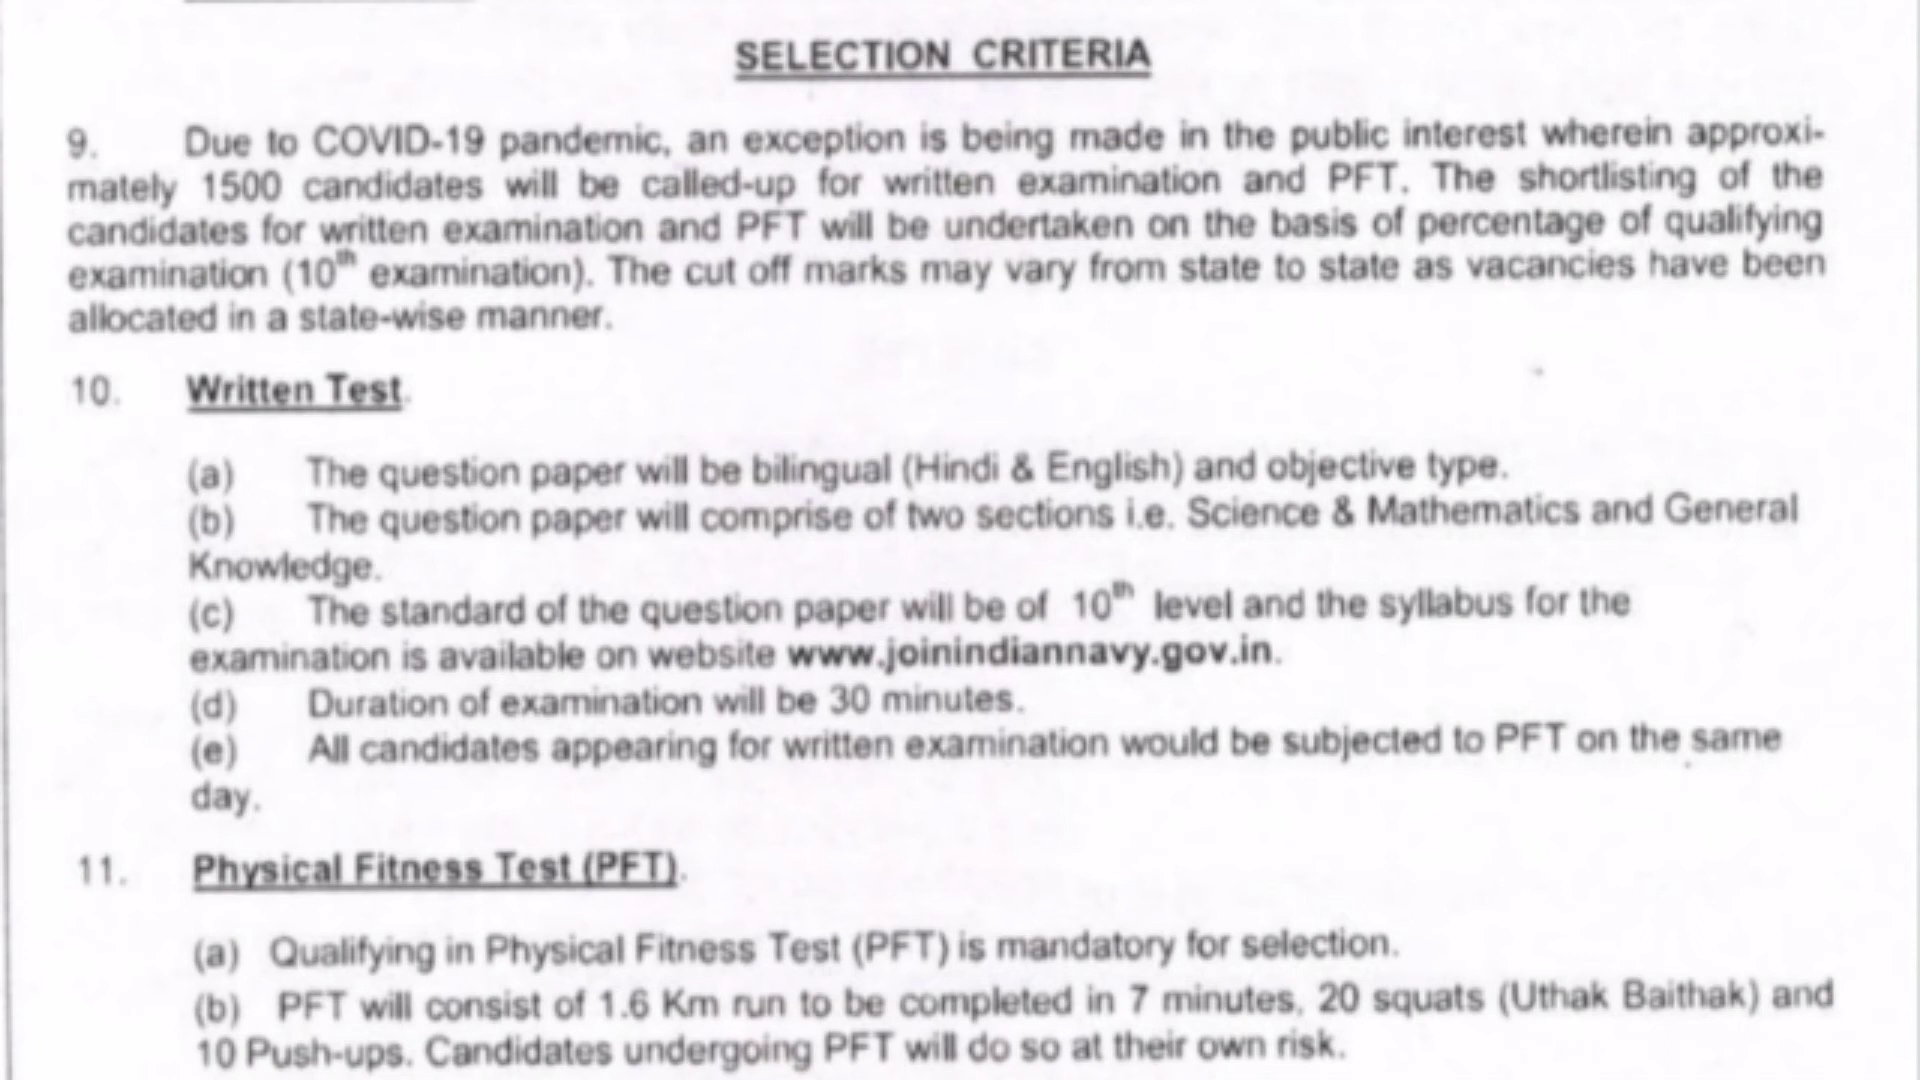 SELECTION CRITERIA
9. Due to COVID-19 pandemic, an exception is being made in the public interest wherein approxi-
mately 1500 candidates will be called-up for written examination and PFT. The shortlisting of the
candidates for written examination and PFT will be undertaken on the basis of percentage of qualifying
examination (10th examination). The cut off marks may vary from state to state as vacancies have been
allocated in a state-wise manner.
10. Written Test.
(a) The question paper will be bilingual (Hindi & English) and objective type.
(b) The question paper will comprise of two sections i.e. Science & Mathematics and General
Knowledge.
(c) The standard of the question paper will be of 10th level and the syllabus for the
examination is available on website www.joinindiannavy.gov.in.
(d) Duration of examination will be 30 minutes.
(e) All candidates appearing for written examination would be subjected to PFT on the same
day.
11. Physical Fitness Test (PFT).
(a) Qualifying in Physical Fitness Test (PFT) is mandatory for selection.
(b) PFT will consist of 1.6 Km run to be completed in 7 minutes, 20 squats (Uthak Baithak) and
10 Push-ups. Candidates undergoing PFT will do so at their own risk.